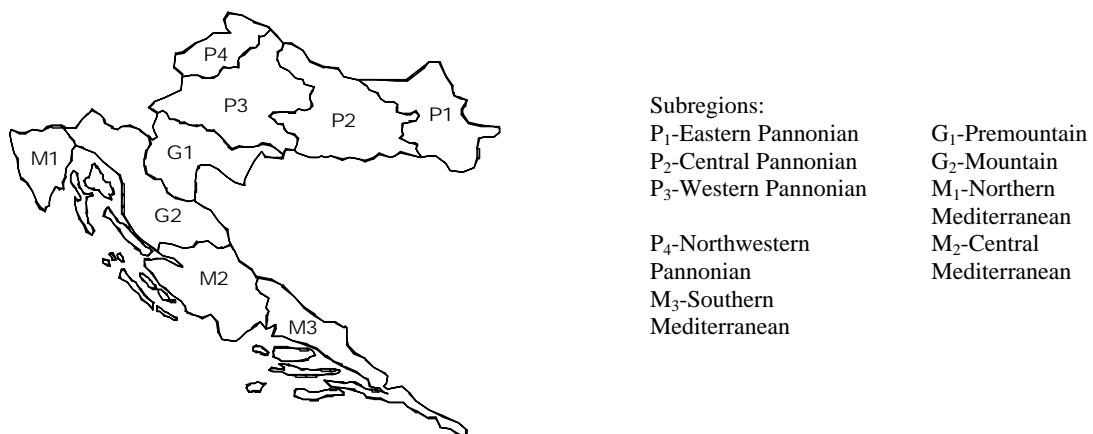 P4
P3
P2
P1
M1
G1
G2
M2
M3
Subregions:
P₁-Eastern Pannonian
P₂-Central Pannonian
P₃-Western Pannonian
P₄-Northwestern
Pannonian
M₃-Southern
Mediterranean
G₁-Premountain
G₂-Mountain
M₁-Northern
Mediterranean
M₂-Central
Mediterranean